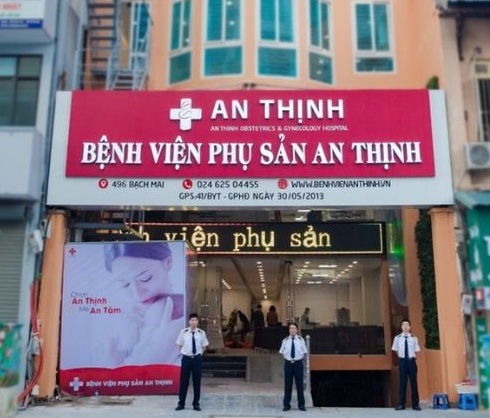 AN THỊNH
AN THINH OBSTETRICS & GYNECOLOGY HOSPITAL
BỆNH VIỆN PHỤ SẢN AN THỊNH
496 BẠCH MAI 024 625 04455 WWW.BENHVIENANTHINH.VN
GPS:41/BYT - GPHĐ NGÀY 30/05/2013
viện phụ sản
Chọn
An Thịnh
Mẹ An Tâm
BỆNH VIỆN PHỤ SẢN AN THỊNH